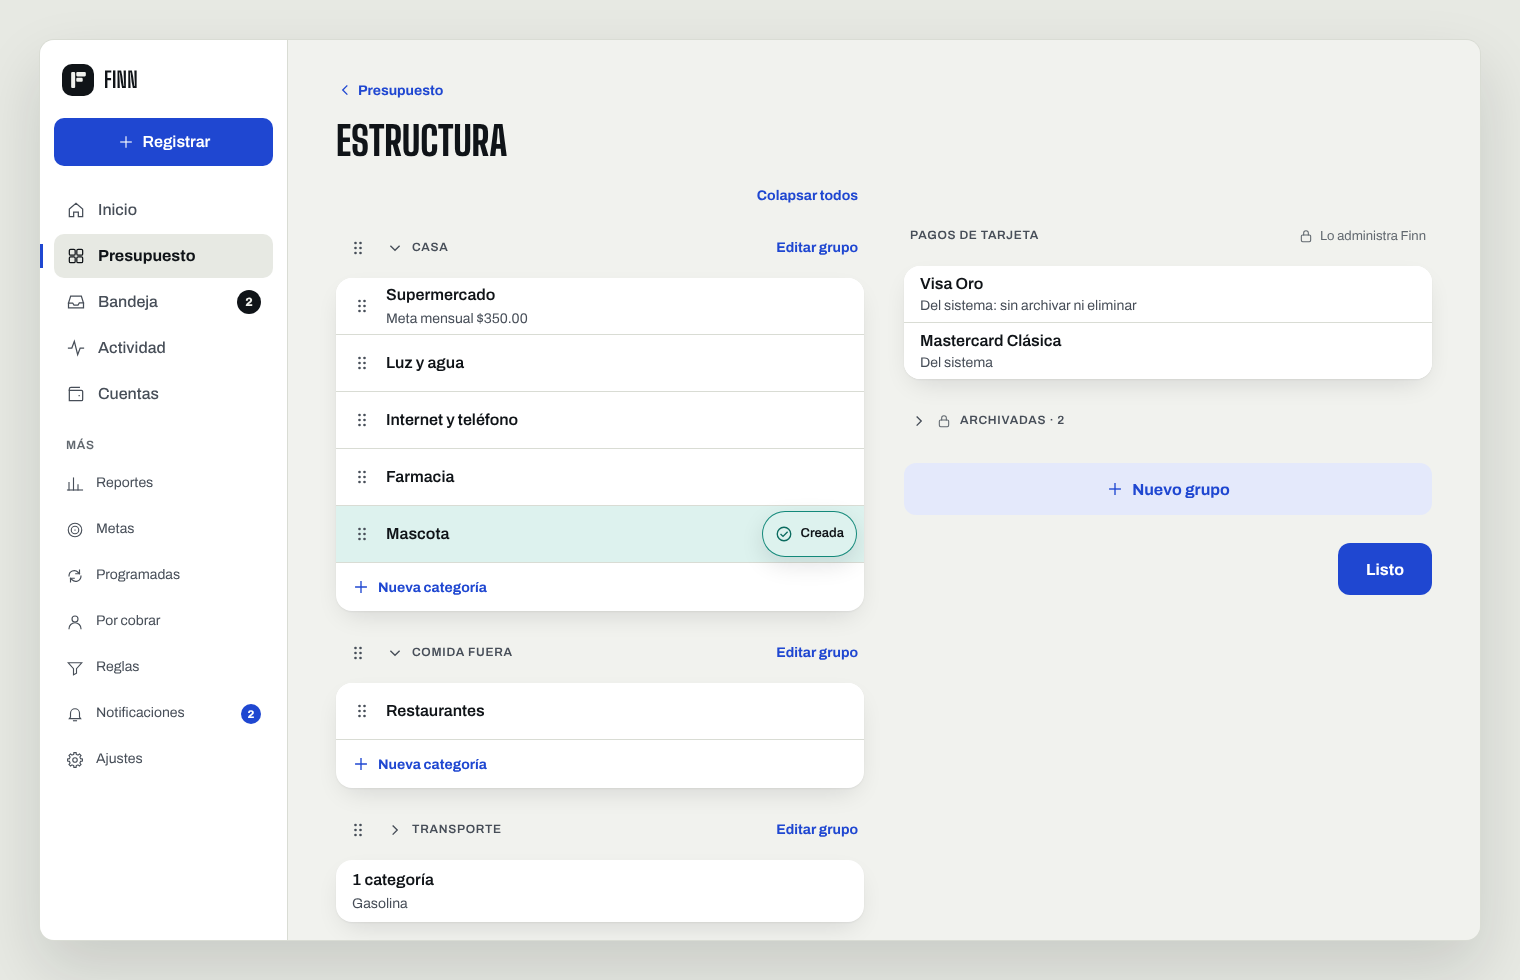 FINN
Registrar
Inicio
Presupuesto
Bandeja 2
Actividad
Cuentas
MÁS
Reportes
Metas
Programadas
Por cobrar
Reglas
Notificaciones 2
Ajustes
Presupuesto
ESTRUCTURA
Colapsar todos
CASA Editar grupo
Supermercado
Meta mensual $350.00
Luz y agua
Internet y teléfono
Farmacia
Mascota Creada
Nueva categoría
COMIDA FUERA Editar grupo
Restaurantes
Nueva categoría
TRANSPORTE Editar grupo
1 categoría
Gasolina
PAGOS DE TARJETA Lo administra Finn
Visa Oro
Del sistema: sin archivar ni eliminar
Mastercard Clásica
Del sistema
ARCHIVADAS · 2
Nuevo grupo
Listo